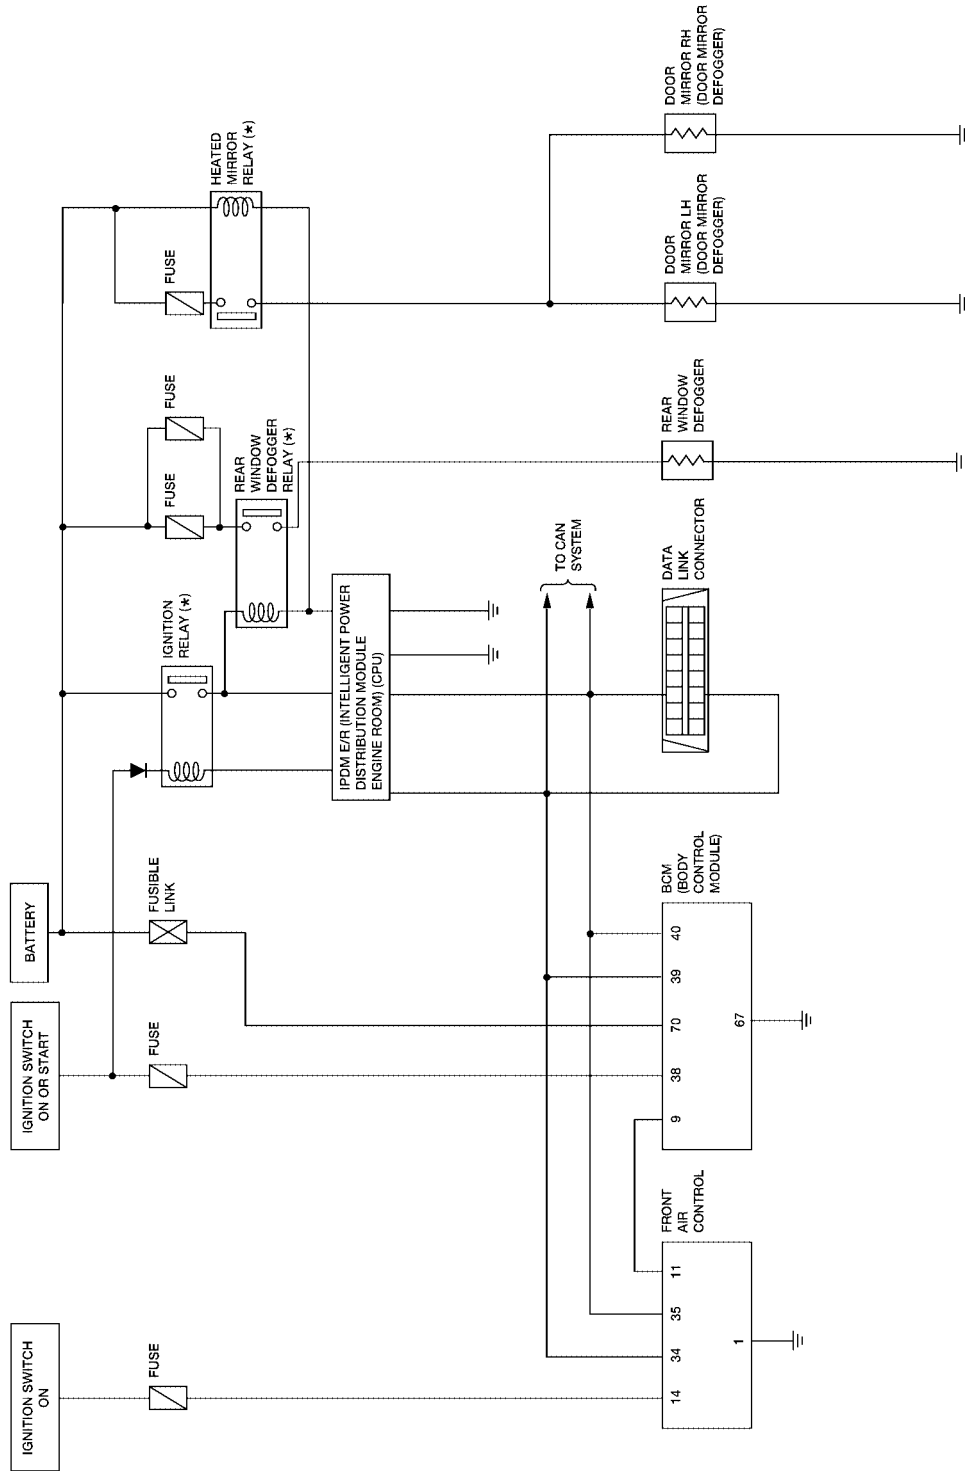 IGNITION SWITCH
ON
IGNITION SWITCH
ON OR START
BATTERY
FUSE
FUSE
FUSIBLE
LINK
IGNITION
RELAY (*)
FUSE
FUSE
FUSE
REAR
WINDOW
DEFOGGER
RELAY (*)
HEATED
MIRROR
RELAY (*)
IPDM E/R (INTELLIGENT POWER
DISTRIBUTION MODULE
ENGINE ROOM) (CPU)
TO CAN
SYSTEM
FRONT
AIR
CONTROL
14
34
35
11
1
BCM
(BODY
CONTROL
MODULE)
9
38
70
39
40
67
DATA
LINK
CONNECTOR
REAR
WINDOW
DEFOGGER
DOOR
MIRROR LH
(DOOR MIRROR
DEFOGGER)
DOOR
MIRROR RH
(DOOR MIRROR
DEFOGGER)